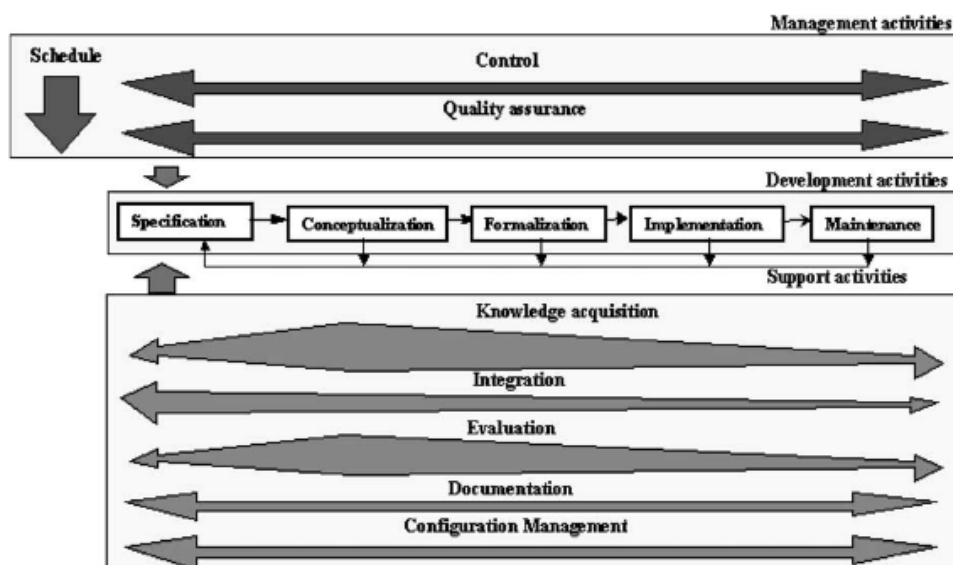 Management activities
Schedule
Control
Quality assurance
Development activities
Specification
Conceptualization
Formalization
Implementation
Maintenance
Support activities
Knowledge acquisition
Integration
Evaluation
Documentation
Configuration Management